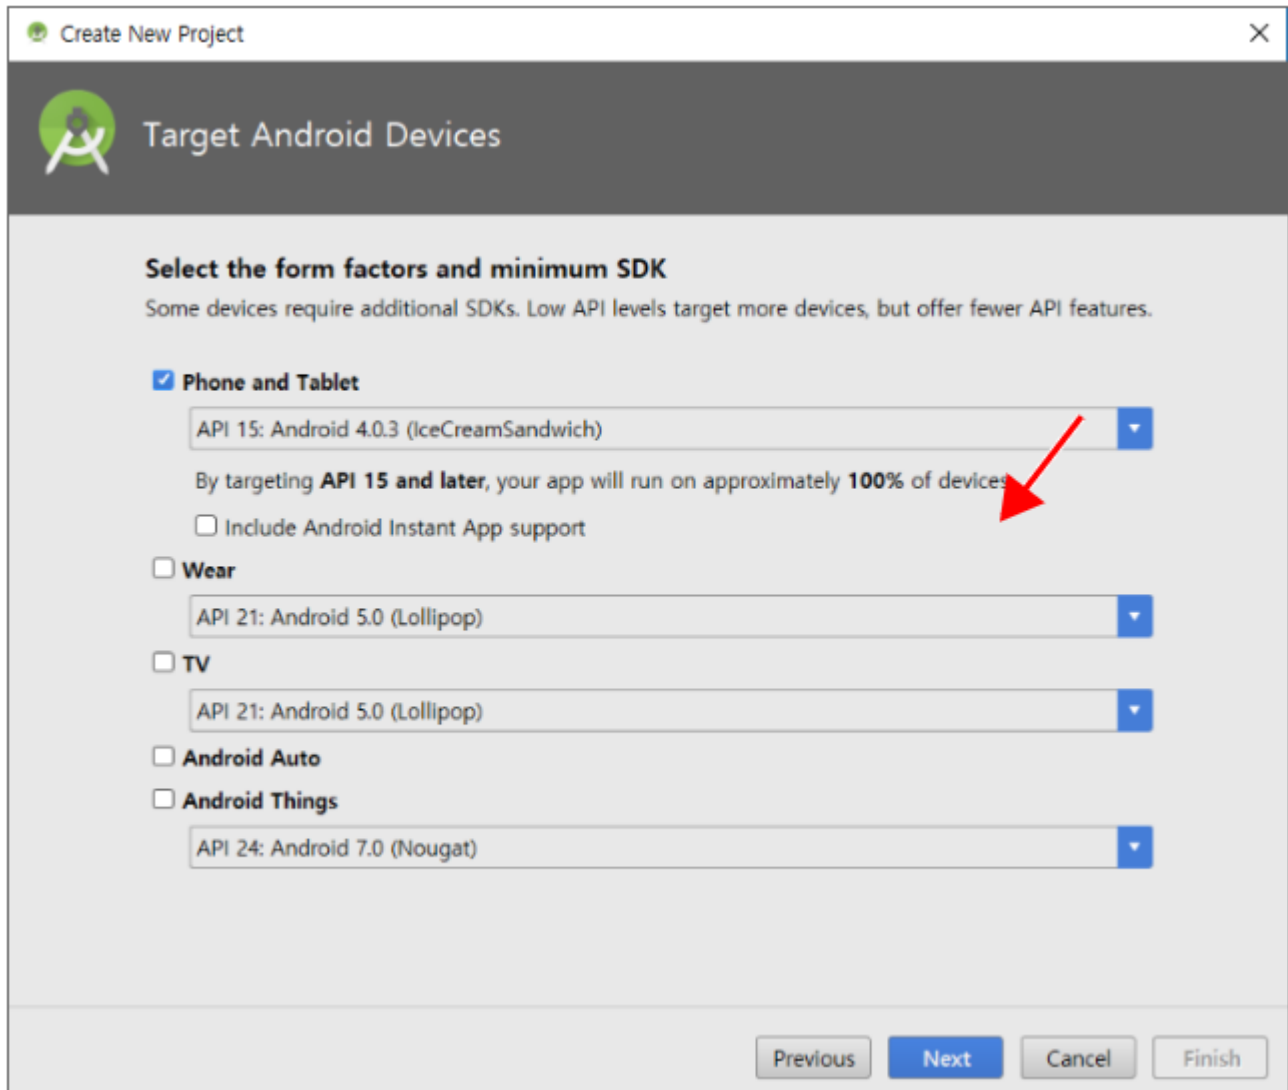 Create New Project
Target Android Devices
Select the form factors and minimum SDK
Some devices require additional SDKs. Low API levels target more devices, but offer fewer API features.
Phone and Tablet
API 15: Android 4.0.3 (IceCreamSandwich)
By targeting API 15 and later, your app will run on approximately 100% of devices
Include Android Instant App support
Wear
API 21: Android 5.0 (Lollipop)
TV
API 21: Android 5.0 (Lollipop)
Android Auto
Android Things
API 24: Android 7.0 (Nougat)
Previous Next Cancel Finish